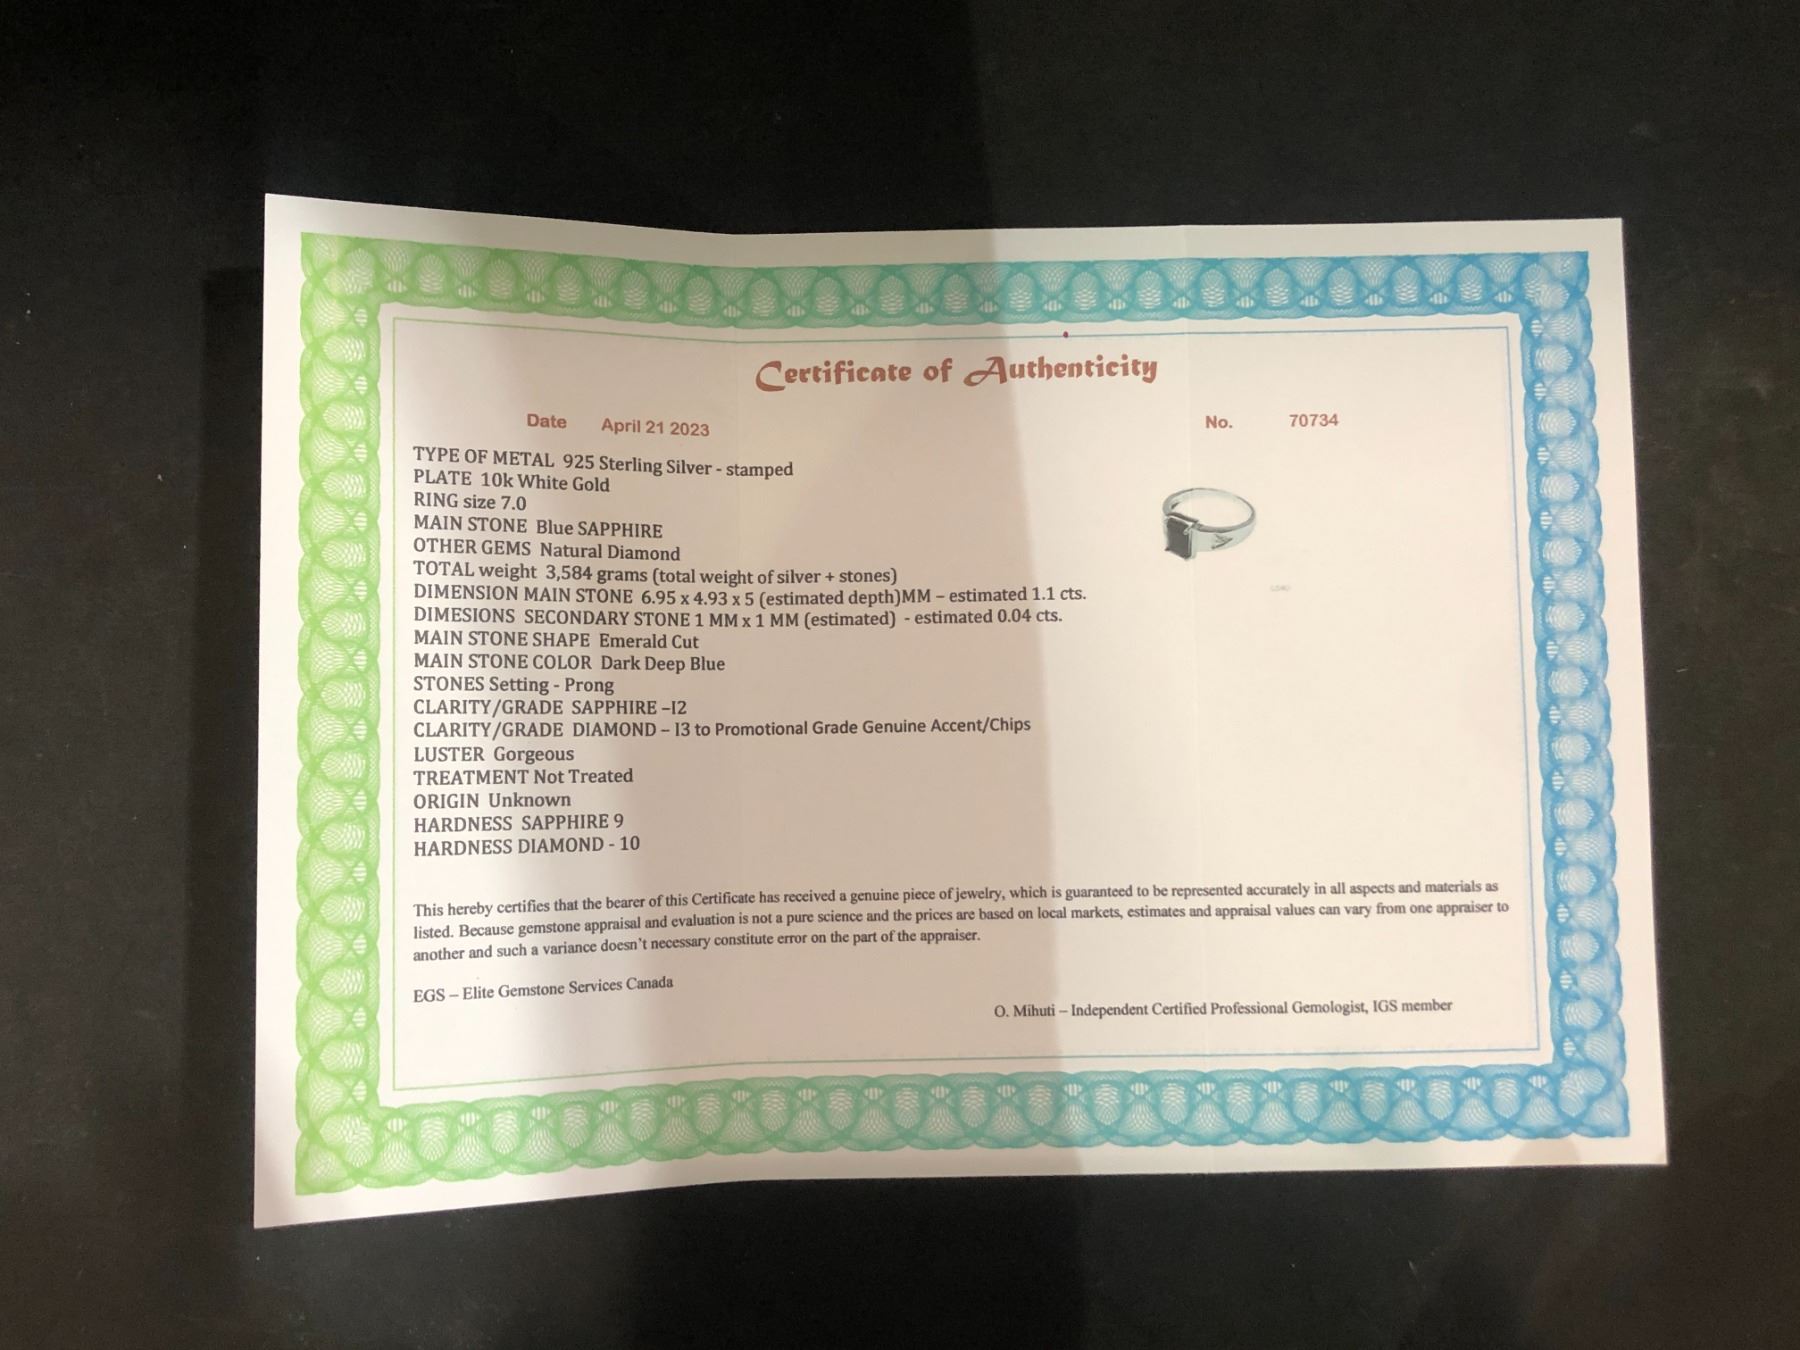 Certificate of Authenticity
Date April 21 2023 No. 70734
TYPE OF METAL 925 Sterling Silver - stamped
PLATE 10k White Gold
RING size 7.0
MAIN STONE Blue SAPPHIRE
OTHER GEMS Natural Diamond
TOTAL weight 3,584 grams (total weight of silver + stones)
DIMENSION MAIN STONE 6.95 x 4.93 x 5 (estimated depth)MM – estimated 1.1 cts.
DIMESIONS SECONDARY STONE 1 MM x 1 MM (estimated) - estimated 0.04 cts.
MAIN STONE SHAPE Emerald Cut
MAIN STONE COLOR Dark Deep Blue
STONES Setting - Prong
CLARITY/GRADE SAPPHIRE –I2
CLARITY/GRADE DIAMOND – I3 to Promotional Grade Genuine Accent/Chips
LUSTER Gorgeous
TREATMENT Not Treated
ORIGIN Unknown
HARDNESS SAPPHIRE 9
HARDNESS DIAMOND - 10
This hereby certifies that the bearer of this Certificate has received a genuine piece of jewelry, which is guaranteed to be represented accurately in all aspects and materials as
listed. Because gemstone appraisal and evaluation is not a pure science and the prices are based on local markets, estimates and appraisal values can vary from one appraiser to
another and such a variance doesn't necessary constitute error on the part of the appraiser.
EGS – Elite Gemstone Services Canada
O. Mihuti – Independent Certified Professional Gemologist, IGS member